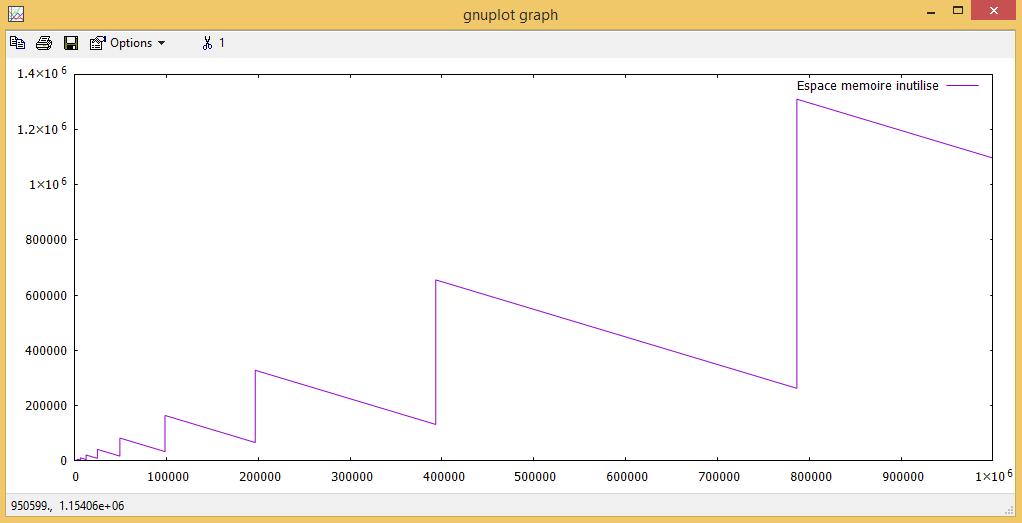 gnuplot graph
Options 1
Espace memoire inutilise
1.4×10^6
1.2×10^6
1×10^6
800000
600000
400000
200000
0
0 100000 200000 300000 400000 500000 600000 700000 800000 900000 1×10^6
950599, 1.15406e+06